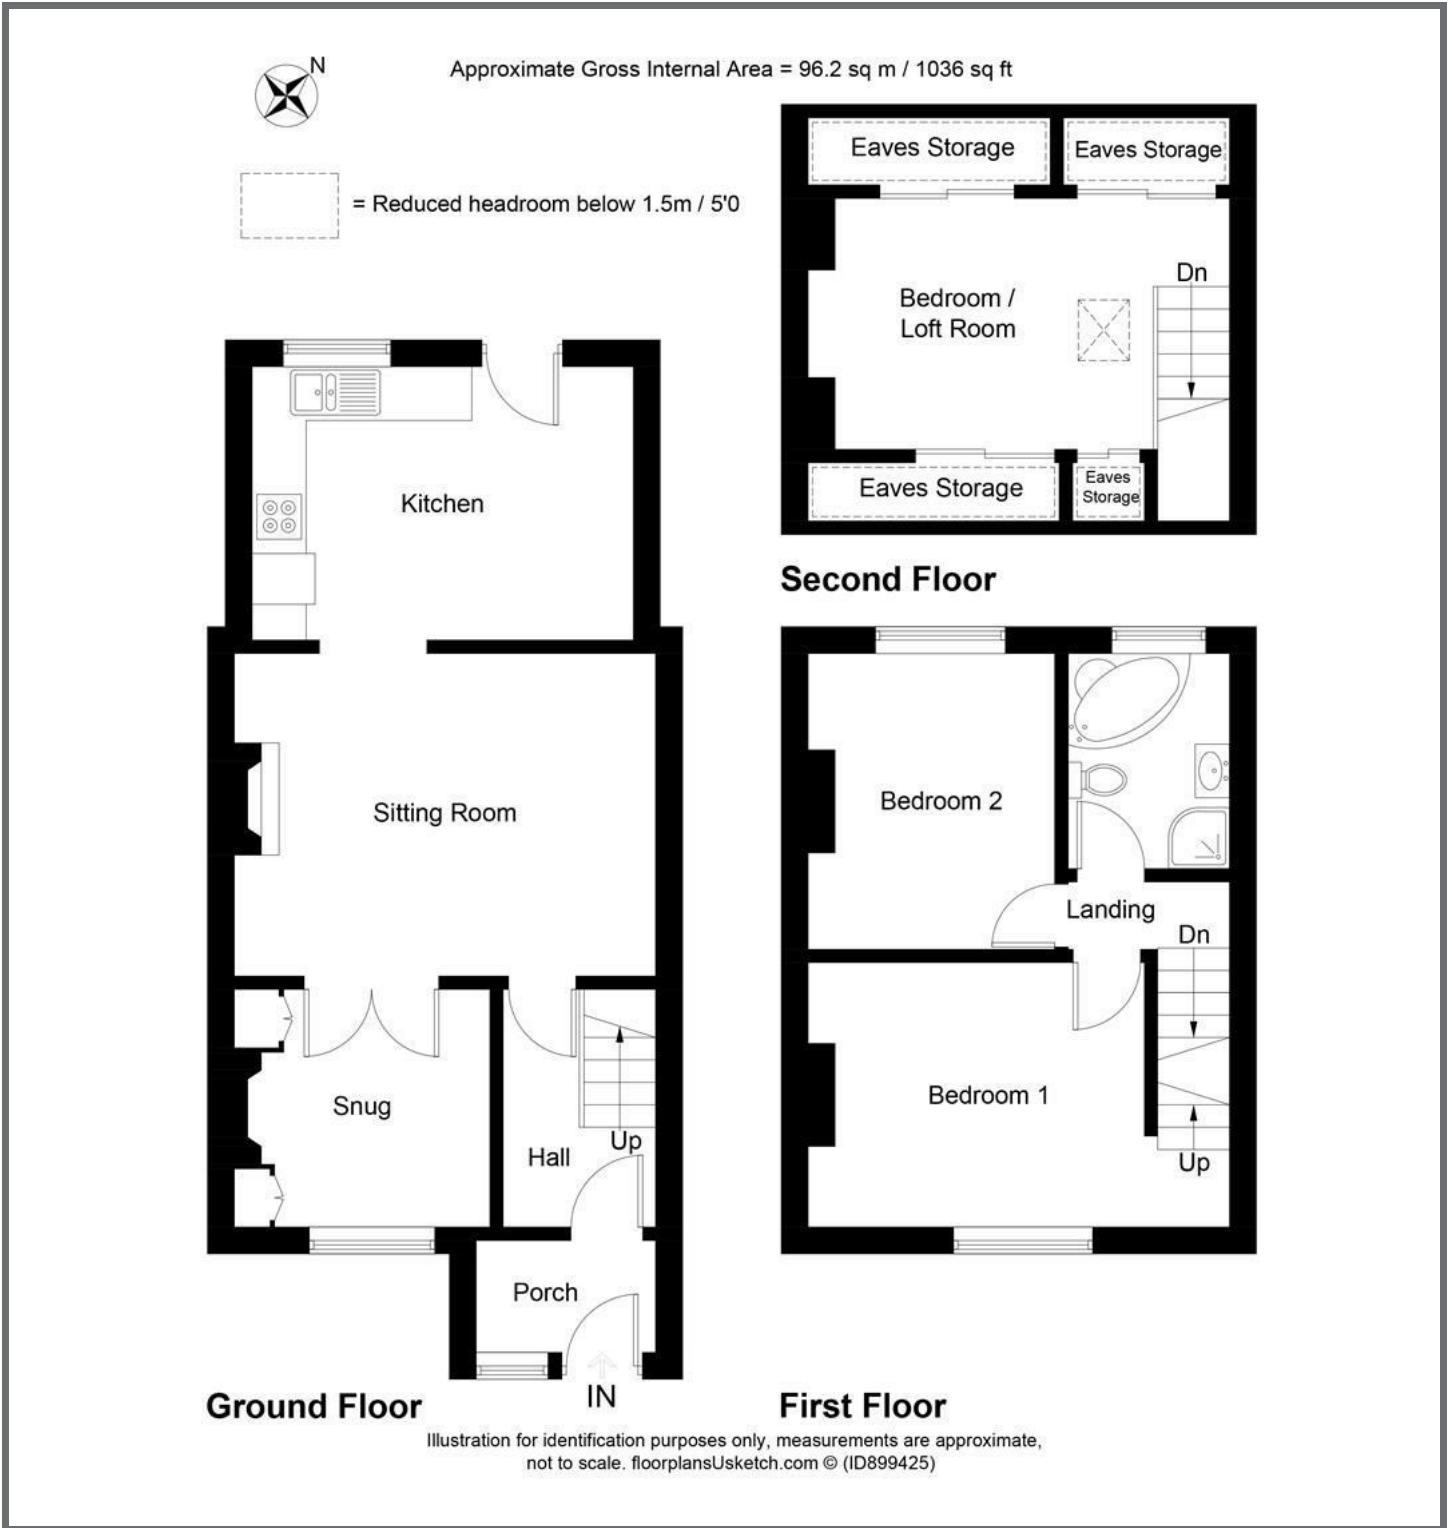 N
Approximate Gross Internal Area = 96.2 sq m / 1036 sq ft
= Reduced headroom below 1.5m / 5'0
Eaves Storage
Eaves Storage
Bedroom /
Loft Room
Dn
Eaves Storage
Eaves
Storage
Second Floor
Kitchen
Sitting Room
Snug
Hall
Up
Porch
IN
Ground Floor
Bedroom 2
Landing
Dn
Bedroom 1
Up
First Floor
Illustration for identification purposes only, measurements are approximate,
not to scale. floorplansUsketch.com © (ID899425)